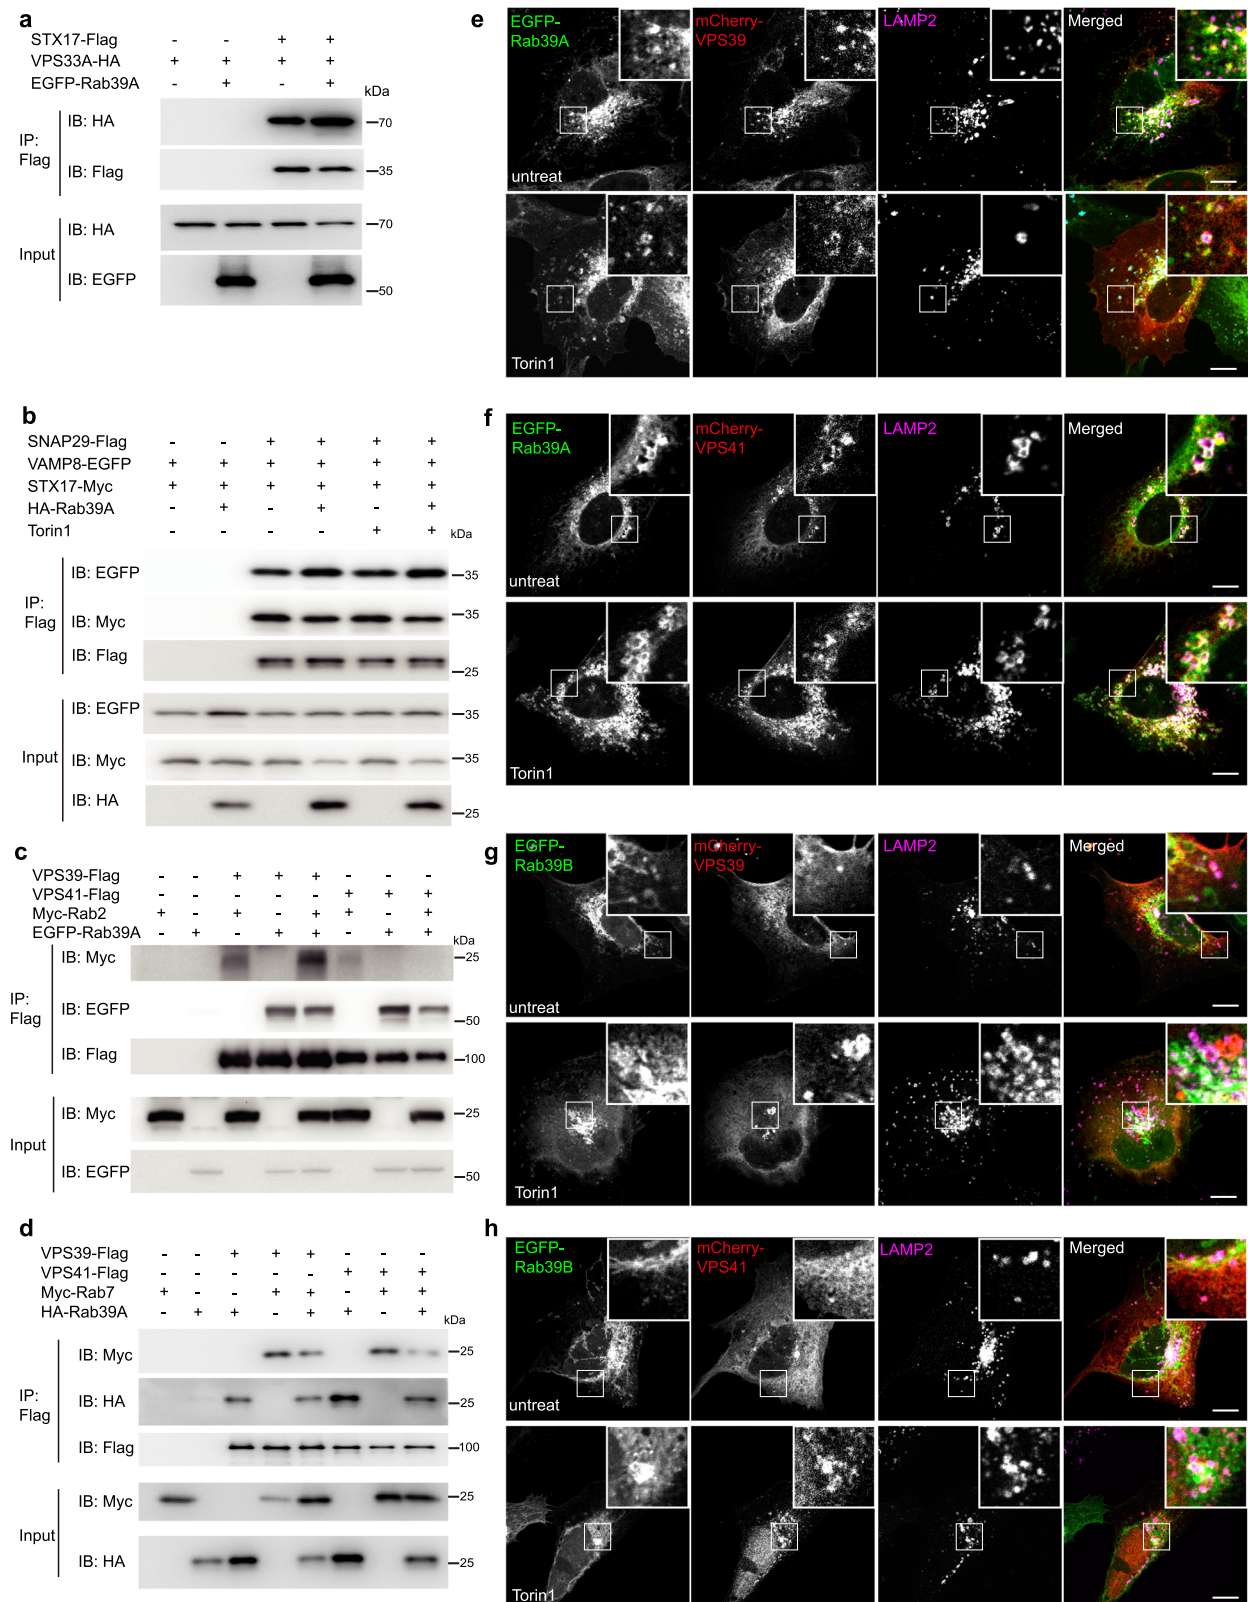 a
STX17-Flag - - + +
VPS33A-HA + + + +
EGFP-Rab39A - + - +
kDa
IP: Flag
IB: HA
70
IB: Flag
35
Input
IB: HA
70
IB: EGFP
50
b
SNAP29-Flag - - + + + +
VAMP8-EGFP + + + + + +
STX17-Myc + + + + + +
HA-Rab39A - + - + - +
Torin1 - - - - + +
kDa
IP: Flag
IB: EGFP
35
IB: Myc
35
IB: Flag
25
Input
IB: EGFP
35
IB: Myc
35
IB: HA
25
c
VPS39-Flag - - + + + - - -
VPS41-Flag - - - - - + + +
Myc-Rab2 + - + - + + - +
EGFP-Rab39A - + - + + - + +
kDa
IP: Flag
IB: Myc
25
IB: EGFP
50
IB: Flag
100
Input
IB: Myc
25
IB: EGFP
50
d
VPS39-Flag - - + + + - - -
VPS41-Flag - - - - - + + +
Myc-Rab7 + - - + + - + +
HA-Rab39A - + + - + + - +
kDa
IP: Flag
IB: Myc
25
IB: HA
25
IB: Flag
100
Input
IB: Myc
25
IB: HA
25
e
EGFP-Rab39A
mCherry-VPS39
LAMP2
Merged
untreat
Torin1
f
EGFP-Rab39A
mCherry-VPS41
LAMP2
Merged
untreat
Torin1
g
EGFP-Rab39B
mCherry-VPS39
LAMP2
Merged
untreat
Torin1
h
EGFP-Rab39B
mCherry-VPS41
LAMP2
Merged
untreat
Torin1